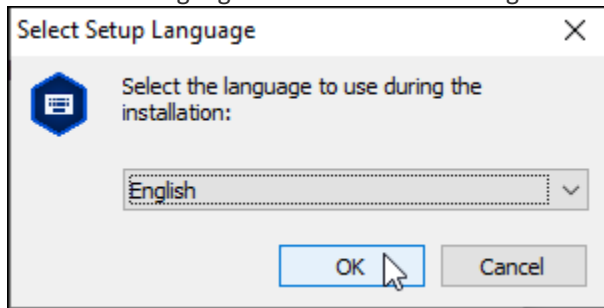 Select Setup Language
Select the language to use during the
installation:
English
OK
Cancel